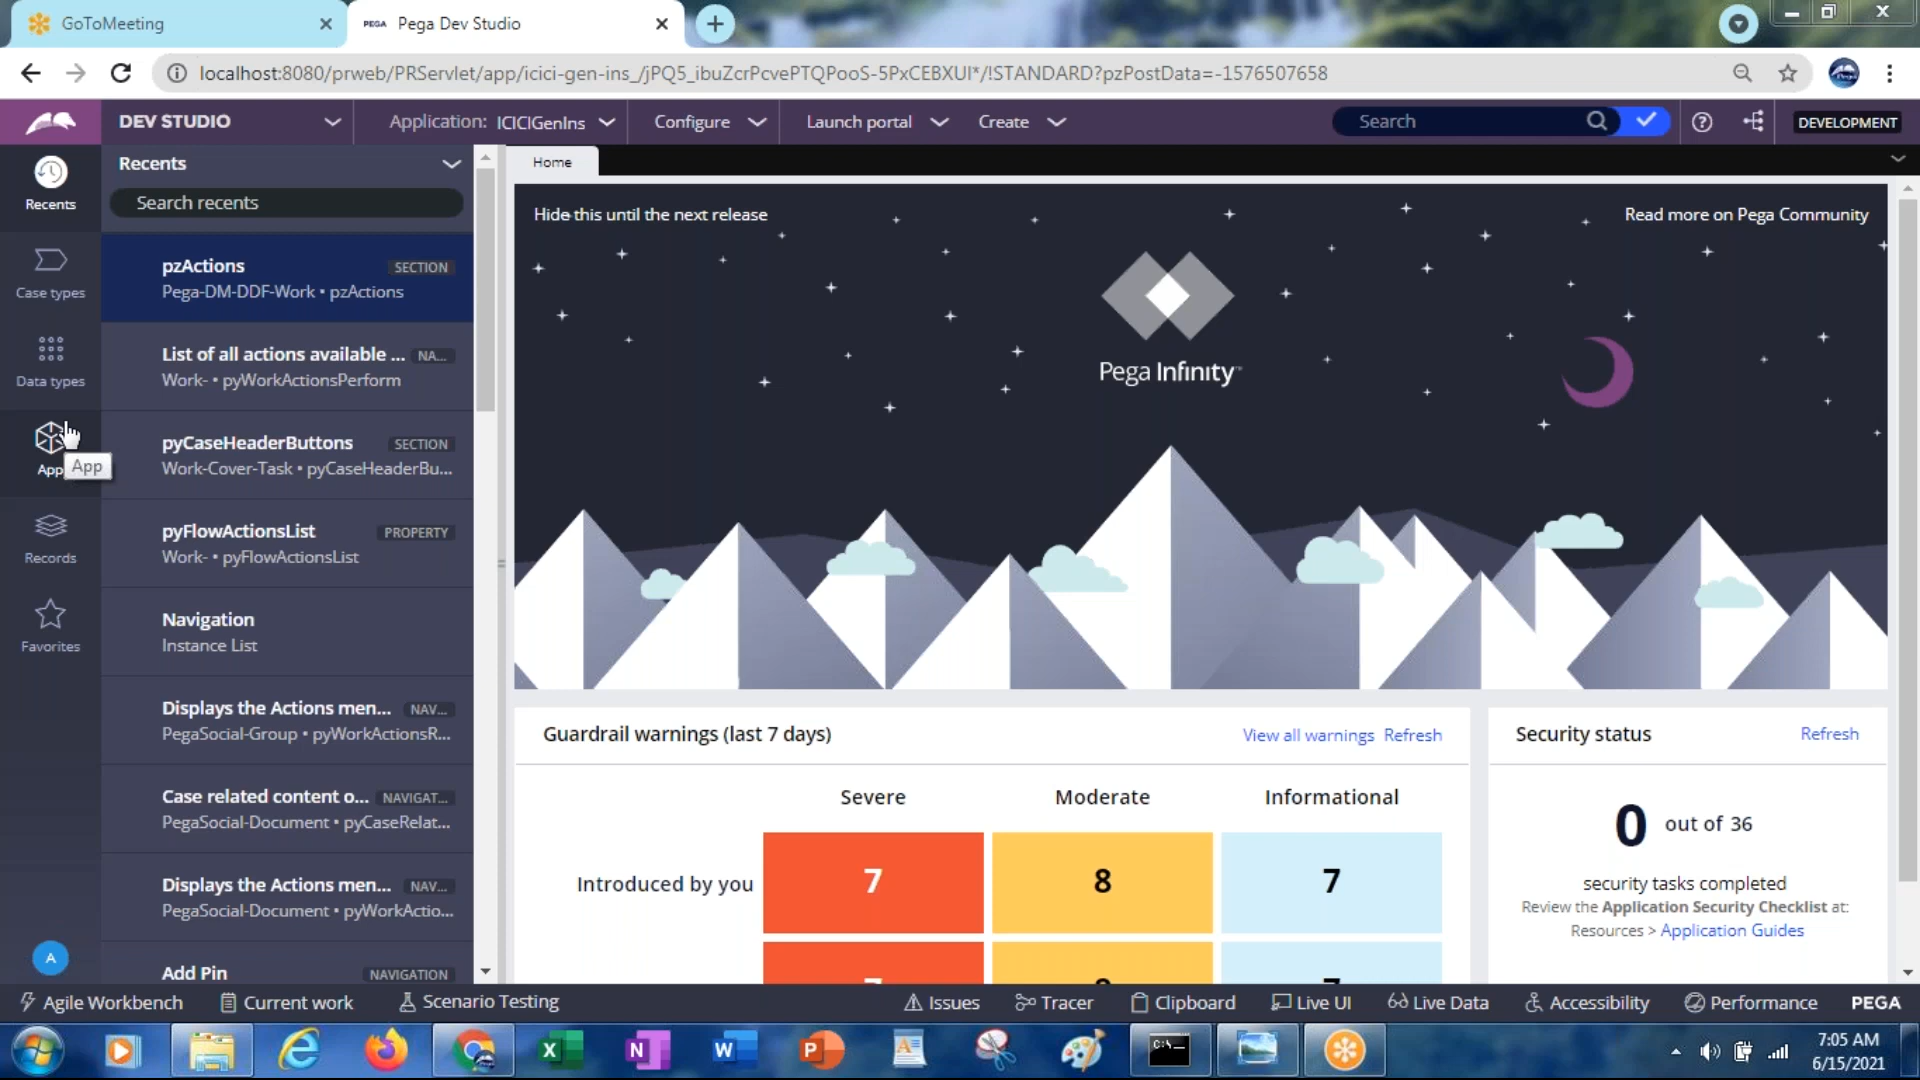 GoToMeeting
PEGA Pega Dev Studio
localhost:8080/prweb/PRServlet/app/icici-gen-ins_/jPQ5_ibuZcrPcvePTQPooS-5PxCEBXUI*/!STANDARD?pzPostData=-1576507658
DEV STUDIO
Application: ICICIGenIns
Configure
Launch portal
Create
Search
DEVELOPMENT
Recents
Case types
Data types
App
App
Records
Favorites
A
Recents
Search recents
pzActions SECTION
Pega-DM-DDF-Work • pzActions
List of all actions available ... NA...
Work- • pyWorkActionsPerform
pyCaseHeaderButtons SECTION
Work-Cover-Task • pyCaseHeaderBu...
pyFlowActionsList PROPERTY
Work- • pyFlowActionsList
Navigation
Instance List
Displays the Actions men... NAV...
PegaSocial-Group • pyWorkActionsR...
Case related content o... NAVIGAT...
PegaSocial-Document • pyCaseRelat...
Displays the Actions men... NAV...
PegaSocial-Document • pyWorkActio...
Add Pin NAVIGATION
Home
Hide this until the next release
Read more on Pega Community
Pega Infinity™
Guardrail warnings (last 7 days)
View all warnings Refresh
Severe Moderate Informational
Introduced by you 7 8 7
Security status Refresh
0 out of 36
security tasks completed
Review the Application Security Checklist at:
Resources > Application Guides
Agile Workbench
Current work
Scenario Testing
Issues
Tracer
Clipboard
Live UI
Live Data
Accessibility
Performance
PEGA
7:05 AM
6/15/2021